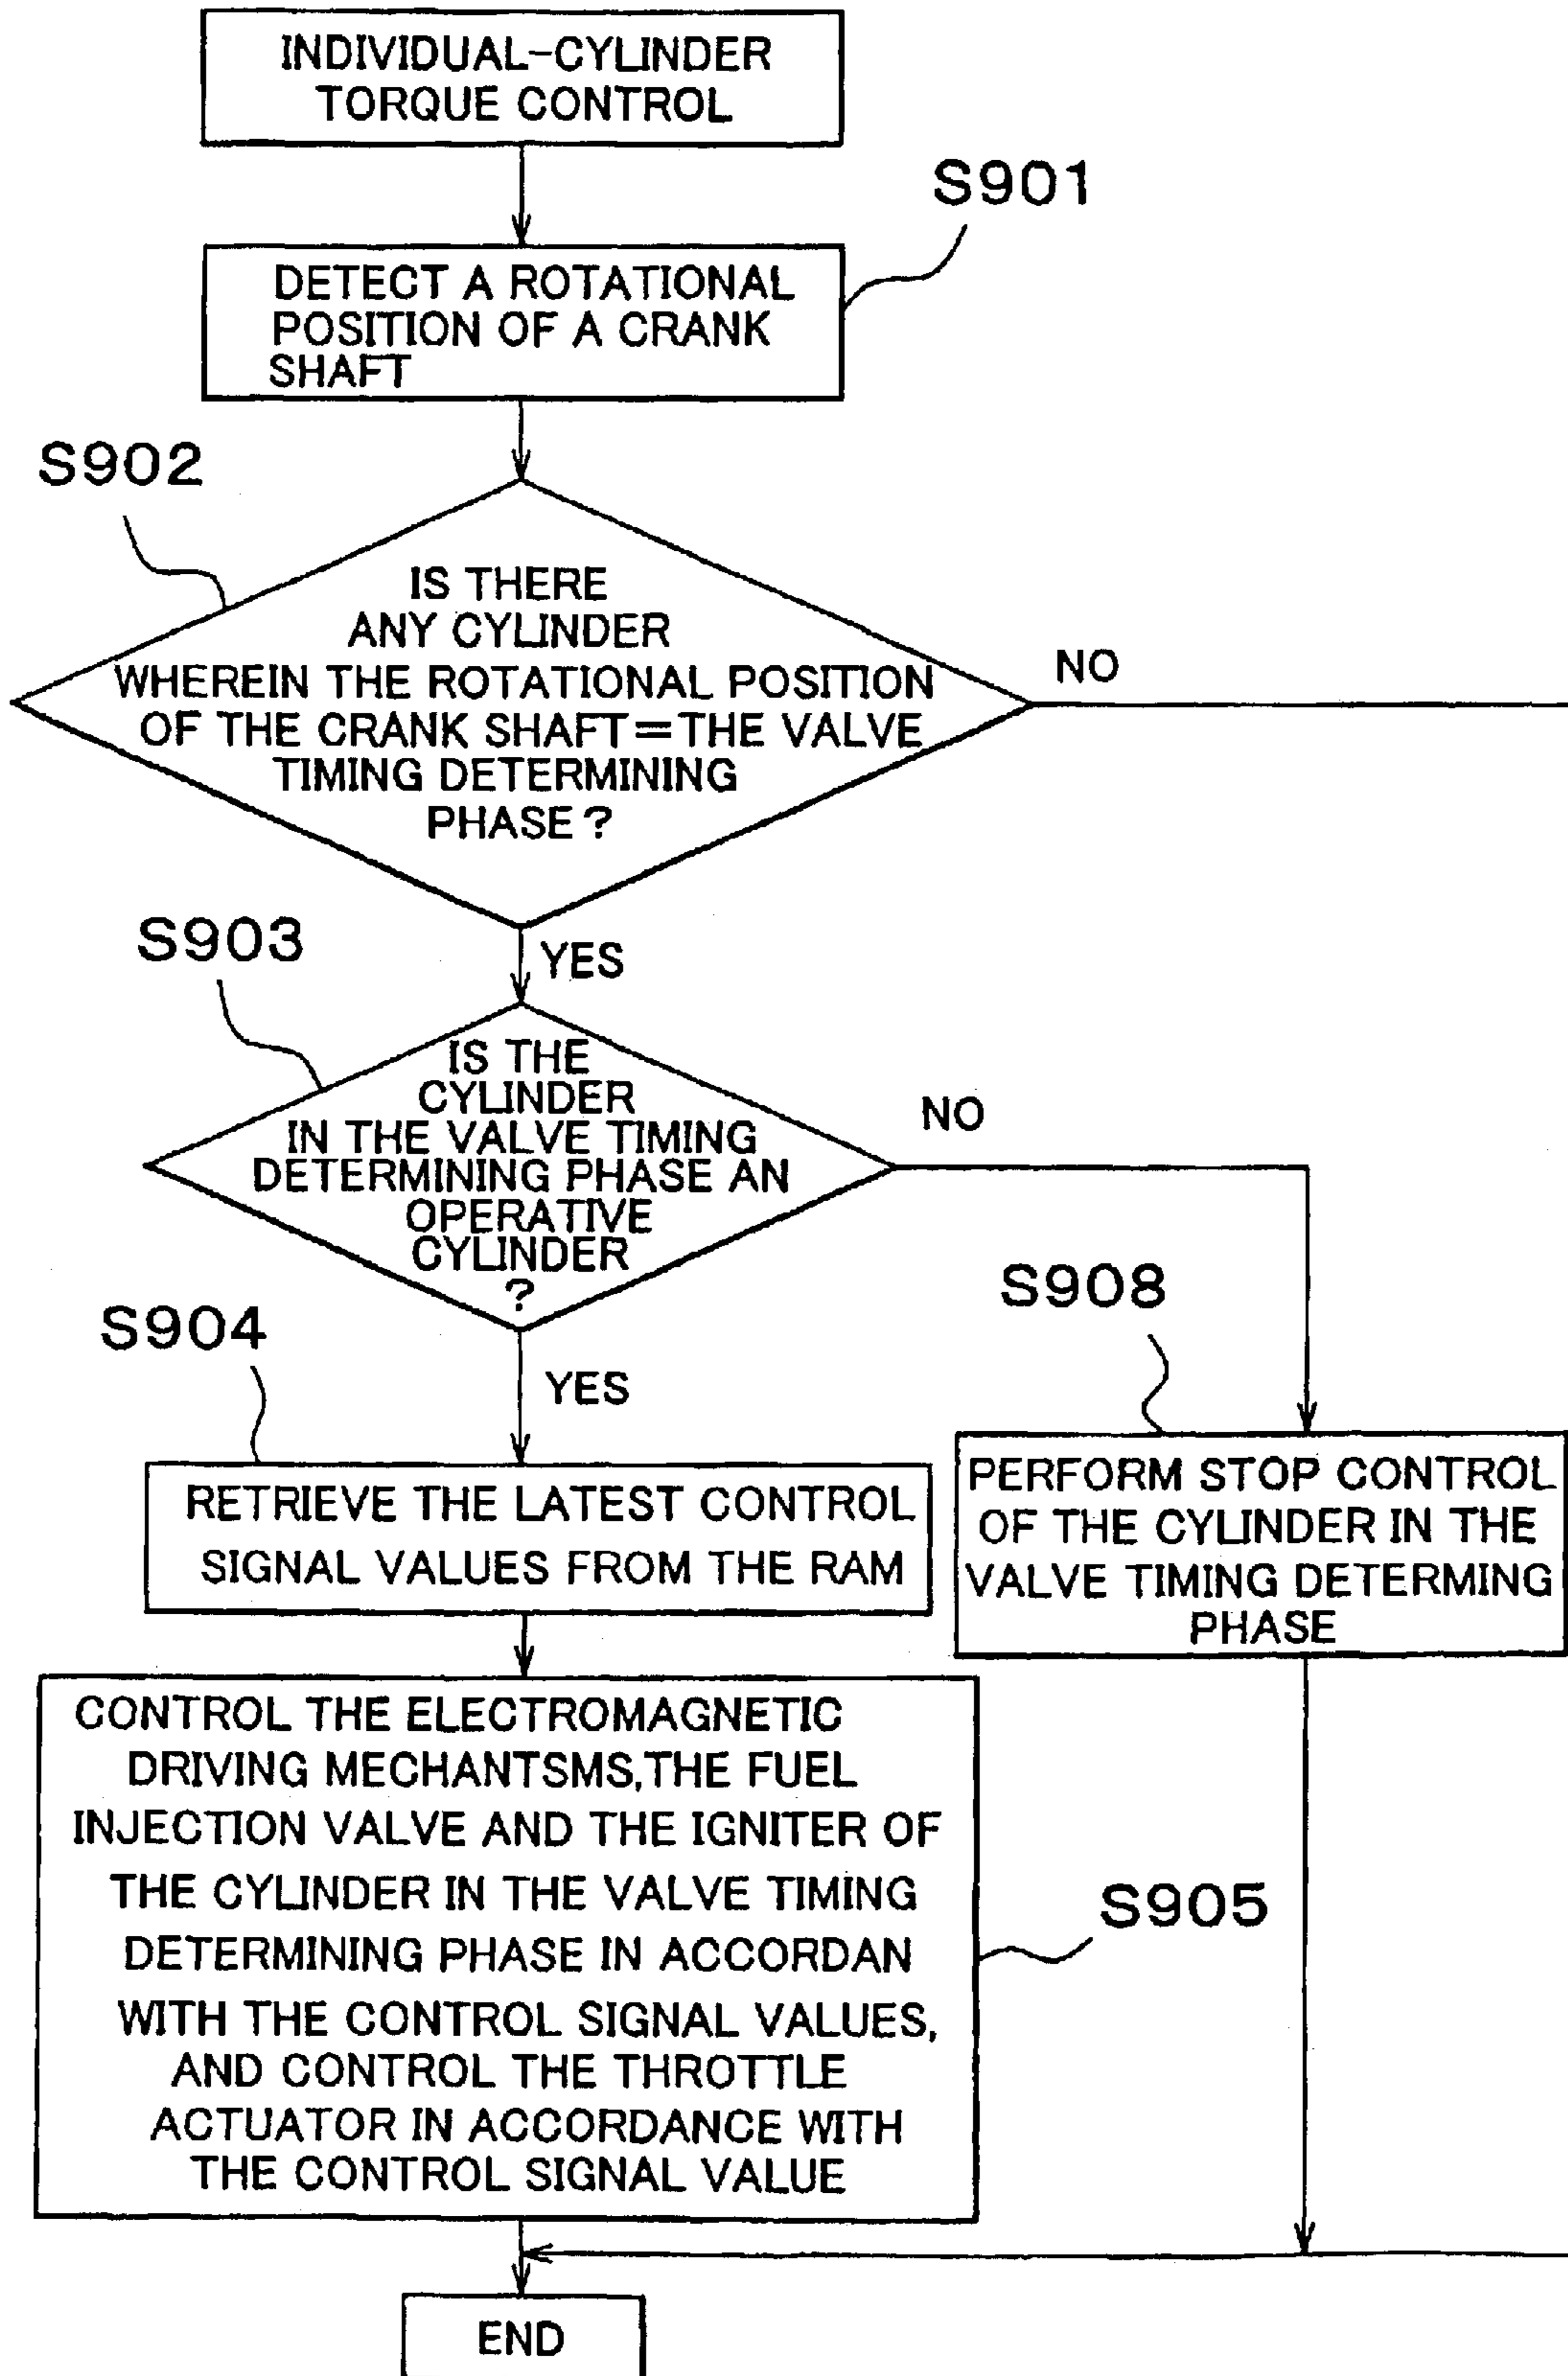 INDIVIDUAL-CYLINDER
TORQUE CONTROL
S901
DETECT A ROTATIONAL
POSITION OF A CRANK
SHAFT
S902
IS THERE
ANY CYLINDER
WHEREIN THE ROTATIONAL POSITION
OF THE CRANK SHAFT=THE VALVE
TIMING DETERMINING
PHASE?
NO
YES
S903
IS THE
CYLINDER
IN THE VALVE TIMING
DETERMINING PHASE AN
OPERATIVE
CYLINDER
?
NO
YES
S904
RETRIEVE THE LATEST CONTROL
SIGNAL VALUES FROM THE RAM
S908
PERFORM STOP CONTROL
OF THE CYLINDER IN THE
VALVE TIMING DETERMING
PHASE
CONTROL THE ELECTROMAGNETIC
DRIVING MECHANTSMS,THE FUEL
INJECTION VALVE AND THE IGNITER OF
THE CYLINDER IN THE VALVE TIMING
DETERMINING PHASE IN ACCORDAN
WITH THE CONTROL SIGNAL VALUES,
AND CONTROL THE THROTTLE
ACTUATOR IN ACCORDANCE WITH
THE CONTROL SIGNAL VALUE
S905
END